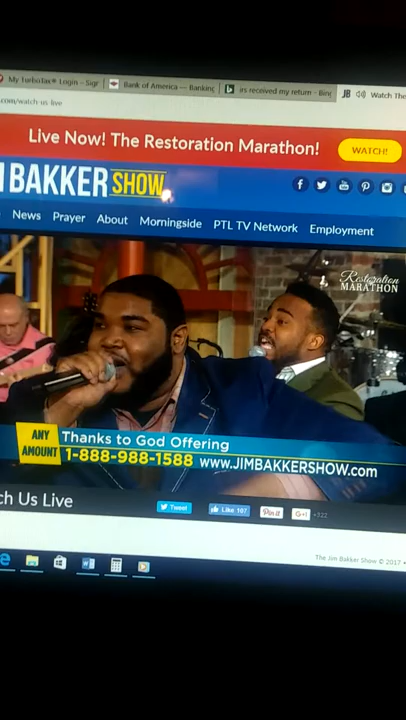 My TurboTax® Login – Sign
Bank of America — Banking
irs received my return - Bing
JB
Watch The
.com/watch-us-live
Live Now! The Restoration Marathon!
WATCH!
BAKKER SHOW
News
Prayer
About
Morningside
PTL TV Network
Employment
Restoration
MARATHON
ANY
AMOUNT
Thanks to God Offering
1-888-988-1588 www.JIMBAKKERSHOW.com
ch Us Live
Tweet
Like 107
Pin it
G+1
+322
The Jim Bakker Show © 2017 •